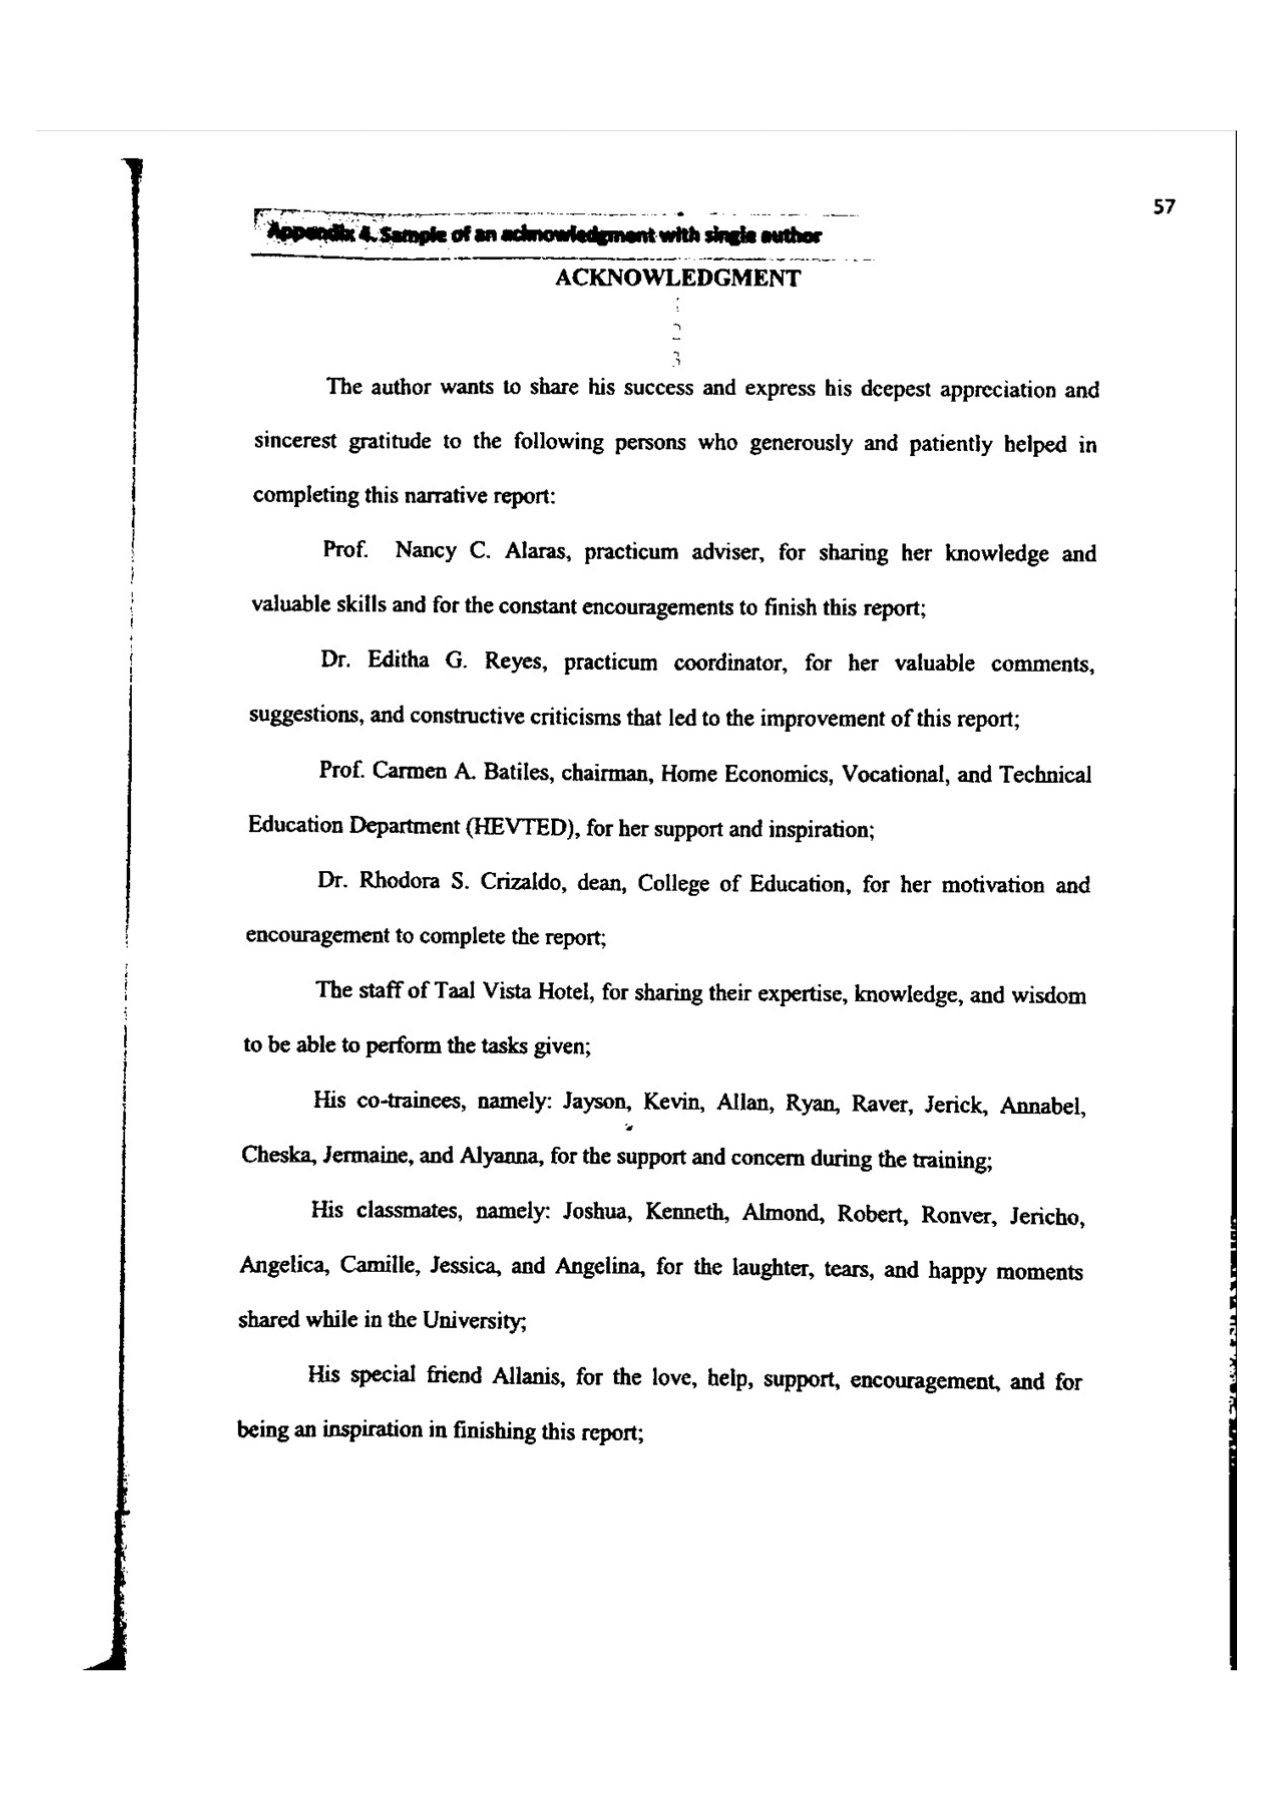 57
Appendix 4. Sample of an acknowledgment with single author
ACKNOWLEDGMENT
2
3
The author wants to share his success and express his deepest appreciation and
sincerest gratitude to the following persons who generously and patiently helped in
completing this narrative report:
Prof. Nancy C. Alaras, practicum adviser, for sharing her knowledge and
valuable skills and for the constant encouragements to finish this report;
Dr. Editha G. Reyes, practicum coordinator, for her valuable comments,
suggestions, and constructive criticisms that led to the improvement of this report;
Prof. Carmen A. Batiles, chairman, Home Economics, Vocational, and Technical
Education Department (HEVTED), for her support and inspiration;
Dr. Rhodora S. Crizaldo, dean, College of Education, for her motivation and
encouragement to complete the report;
The staff of Taal Vista Hotel, for sharing their expertise, knowledge, and wisdom
to be able to perform the tasks given;
His co-trainees, namely: Jayson, Kevin, Allan, Ryan, Raver, Jerick, Annabel,
Cheska, Jermaine, and Alyanna, for the support and concern during the training;
His classmates, namely: Joshua, Kenneth, Almond, Robert, Ronver, Jericho,
Angelica, Camille, Jessica, and Angelina, for the laughter, tears, and happy moments
shared while in the University;
His special friend Allanis, for the love, help, support, encouragement, and for
being an inspiration in finishing this report;